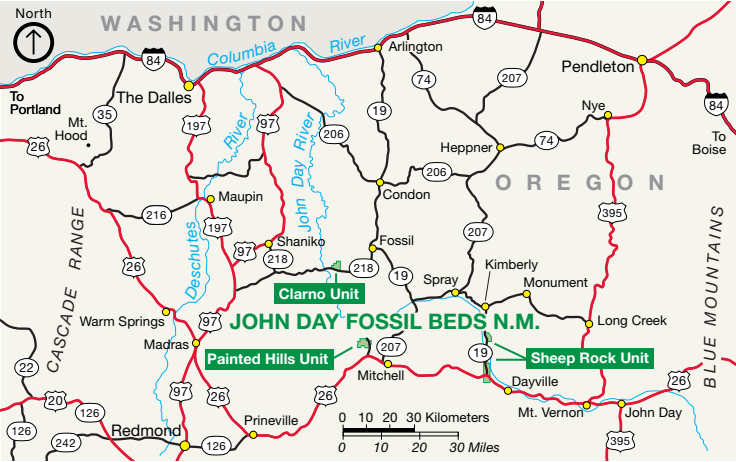 North
WASHINGTON
84
Columbia
River
Arlington
84
Pendleton
84
To
Portland
The Dalles
74
207
Nye
84
To
Boise
35
Mt.
Hood
26
197
97
River
John Day River
206
19
Heppner
74
206
OREGON
Condon
Maupin
216
197
395
CASCADE RANGE
Deschutes
97
Shaniko
218
218
Fossil
207
26
19
Kimberly
Spray
Monument
Clarno Unit
BLUE MOUNTAINS
Warm Springs
97
JOHN DAY FOSSIL BEDS N.M.
Long Creek
Madras
Painted Hills Unit
207
19
Sheep Rock Unit
22
Mitchell
Dayville
26
20
97
26
26
126
Mt. Vernon
John Day
126
242
Redmond
126
Prineville
0 10 20 30 Kilometers
0 10 20 30 Miles
395